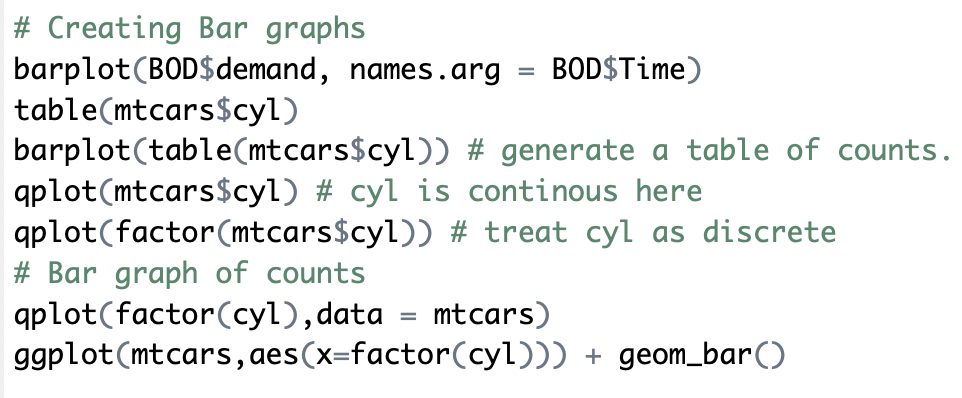 # Creating Bar graphs
barplot(BOD$demand, names.arg = BOD$Time)
table(mtcars$cyl)
barplot(table(mtcars$cyl)) # generate a table of counts.
qplot(mtcars$cyl) # cyl is continous here
qplot(factor(mtcars$cyl)) # treat cyl as discrete
# Bar graph of counts
qplot(factor(cyl),data = mtcars)
ggplot(mtcars,aes(x=factor(cyl))) + geom_bar()